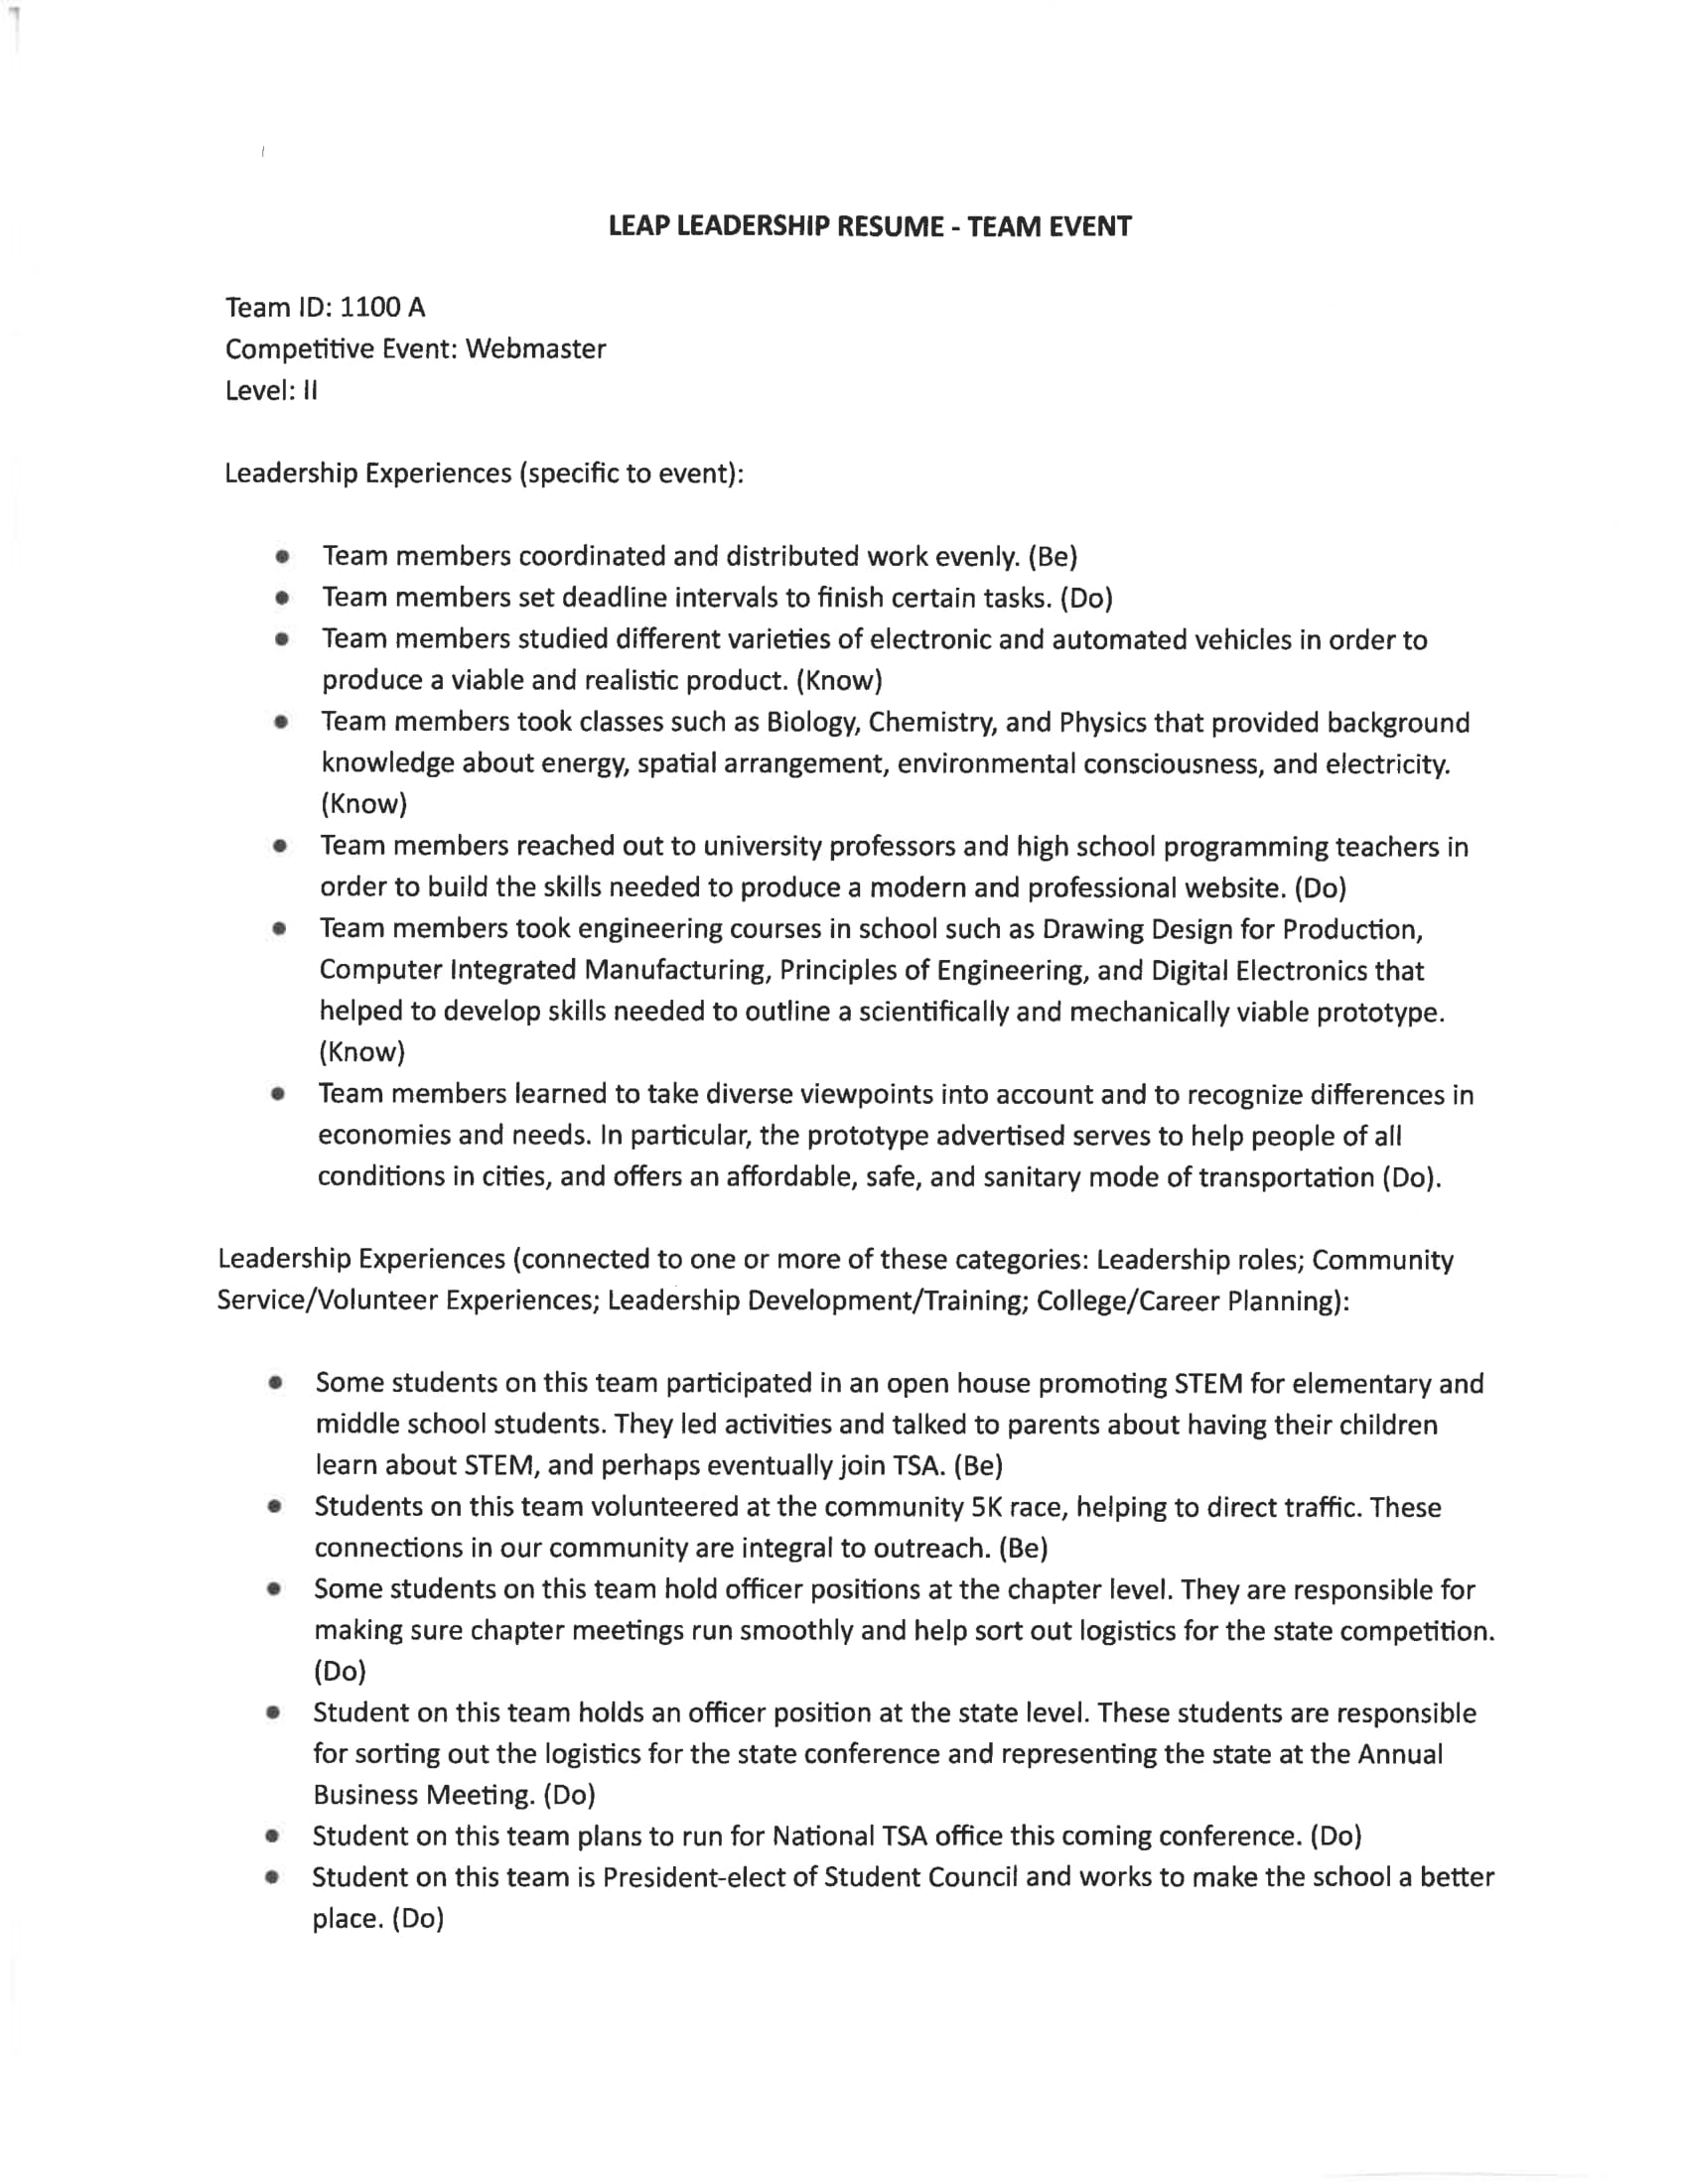 LEAP LEADERSHIP RESUME - TEAM EVENT
Team ID: 1100 A
Competitive Event: Webmaster
Level: II
Leadership Experiences (specific to event):
● Team members coordinated and distributed work evenly. (Be)
● Team members set deadline intervals to finish certain tasks. (Do)
● Team members studied different varieties of electronic and automated vehicles in order to
produce a viable and realistic product. (Know)
● Team members took classes such as Biology, Chemistry, and Physics that provided background
knowledge about energy, spatial arrangement, environmental consciousness, and electricity.
(Know)
● Team members reached out to university professors and high school programming teachers in
order to build the skills needed to produce a modern and professional website. (Do)
● Team members took engineering courses in school such as Drawing Design for Production,
Computer Integrated Manufacturing, Principles of Engineering, and Digital Electronics that
helped to develop skills needed to outline a scientifically and mechanically viable prototype.
(Know)
● Team members learned to take diverse viewpoints into account and to recognize differences in
economies and needs. In particular, the prototype advertised serves to help people of all
conditions in cities, and offers an affordable, safe, and sanitary mode of transportation (Do).
Leadership Experiences (connected to one or more of these categories: Leadership roles; Community
Service/Volunteer Experiences; Leadership Development/Training; College/Career Planning):
● Some students on this team participated in an open house promoting STEM for elementary and
middle school students. They led activities and talked to parents about having their children
learn about STEM, and perhaps eventually join TSA. (Be)
● Students on this team volunteered at the community 5K race, helping to direct traffic. These
connections in our community are integral to outreach. (Be)
● Some students on this team hold officer positions at the chapter level. They are responsible for
making sure chapter meetings run smoothly and help sort out logistics for the state competition.
(Do)
● Student on this team holds an officer position at the state level. These students are responsible
for sorting out the logistics for the state conference and representing the state at the Annual
Business Meeting. (Do)
● Student on this team plans to run for National TSA office this coming conference. (Do)
● Student on this team is President-elect of Student Council and works to make the school a better
place. (Do)